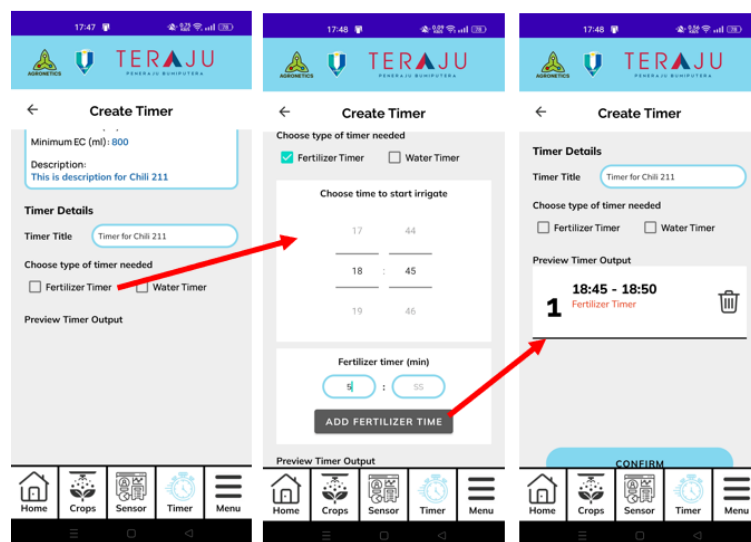 17:47
AGRONETICS
TERAJU
PENERAJU BUMIPUTERA
Create Timer
Minimum EC (ml): 800
Description:
This is description for Chili 211
Timer Details
Timer Title
Timer for Chili 211
Choose type of timer needed
Fertilizer Timer
Water Timer
Preview Timer Output
Home
Crops
Sensor
Timer
Menu
17:48
AGRONETICS
TERAJU
PENERAJU BUMIPUTERA
Create Timer
Choose type of timer needed
Fertilizer Timer
Water Timer
Choose time to start irrigate
17 44
18 : 45
19 46
Fertilizer timer (min)
5 : SS
ADD FERTILIZER TIME
Preview Timer Output
Home
Crops
Sensor
Timer
Menu
17:48
AGRONETICS
TERAJU
PENERAJU BUMIPUTERA
Create Timer
Timer Details
Timer Title
Timer for Chili 211
Choose type of timer needed
Fertilizer Timer
Water Timer
Preview Timer Output
1
18:45 - 18:50
Fertilizer Timer
CONFIRM
Home
Crops
Sensor
Timer
Menu